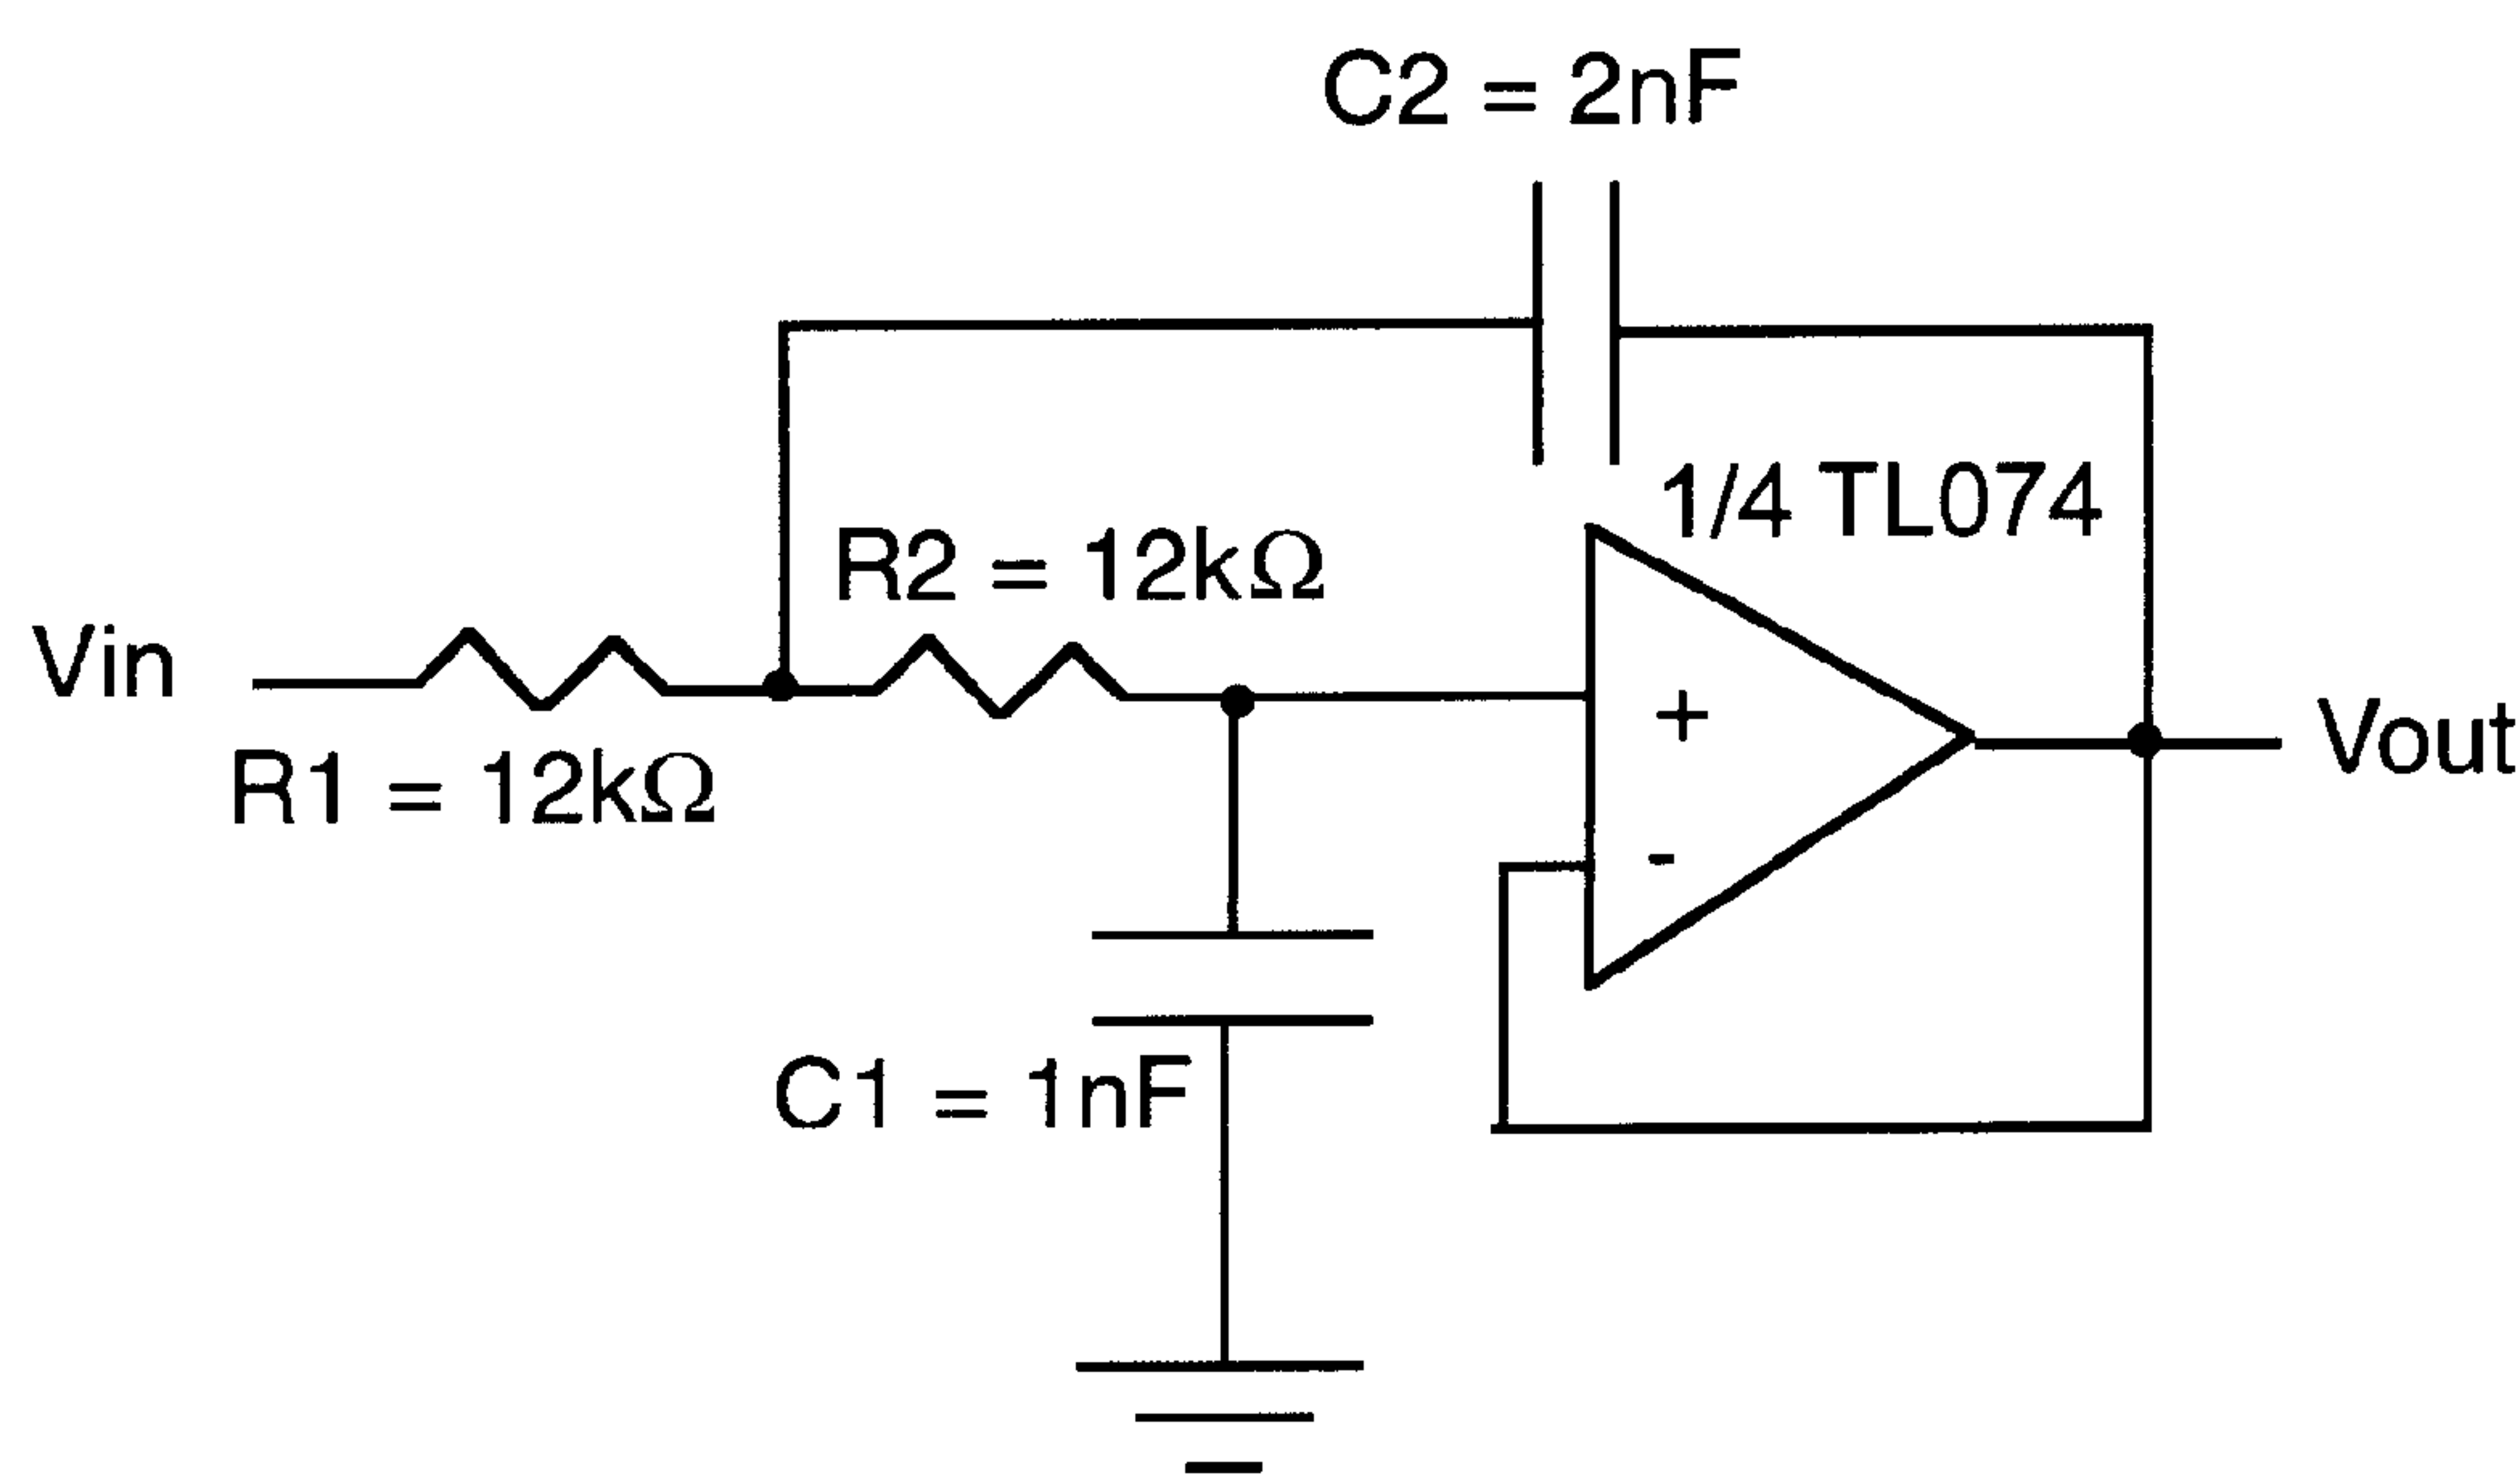 C2 = 2nF
1/4 TL074
R2 = 12kΩ
Vin
R1 = 12kΩ
+
-
Vout
C1 = 1nF